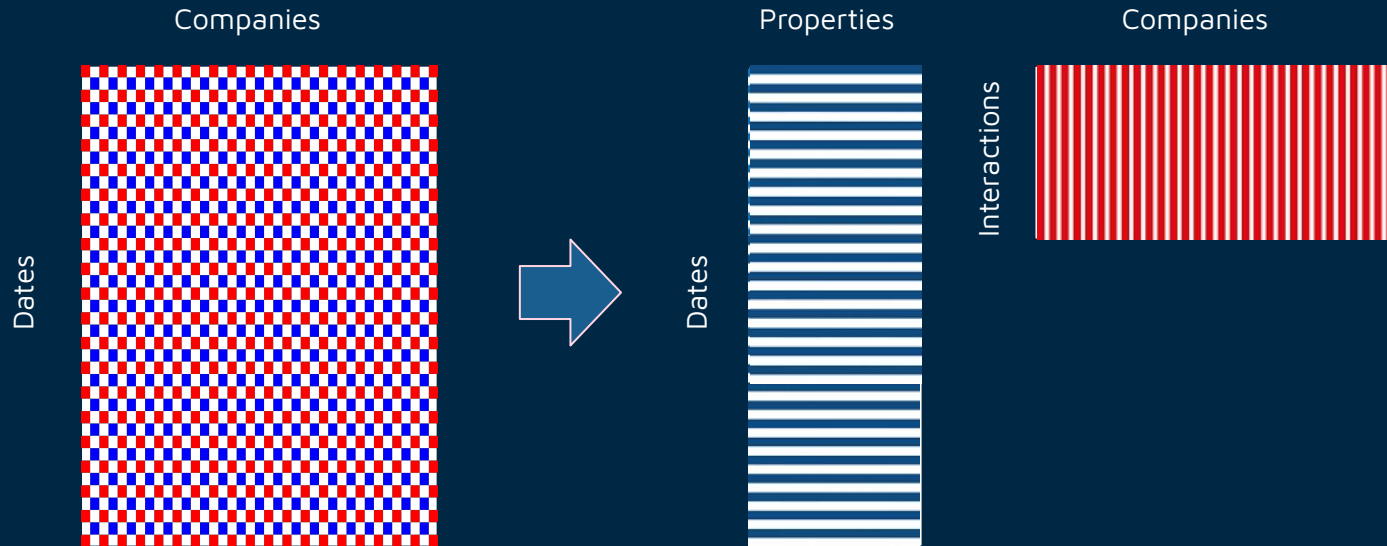 Companies
Dates
Properties
Dates
Companies
Interactions